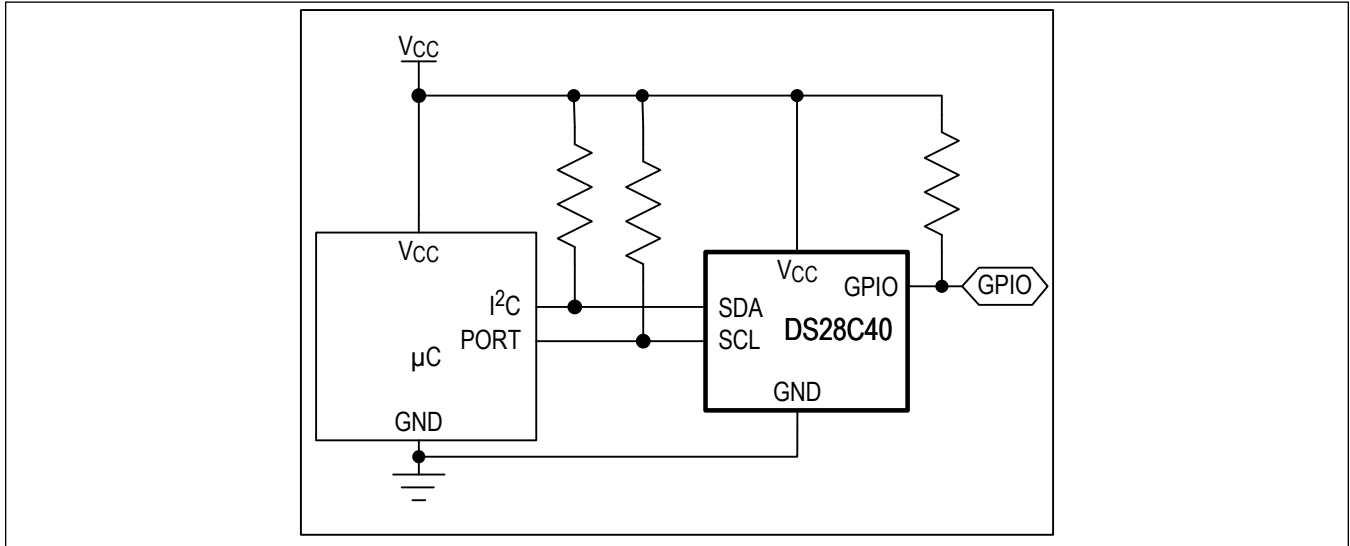 VCC
VCC
I²C
PORT
µC
GND
VCC
GPIO
SDA
DS28C40
SCL
GND
GPIO